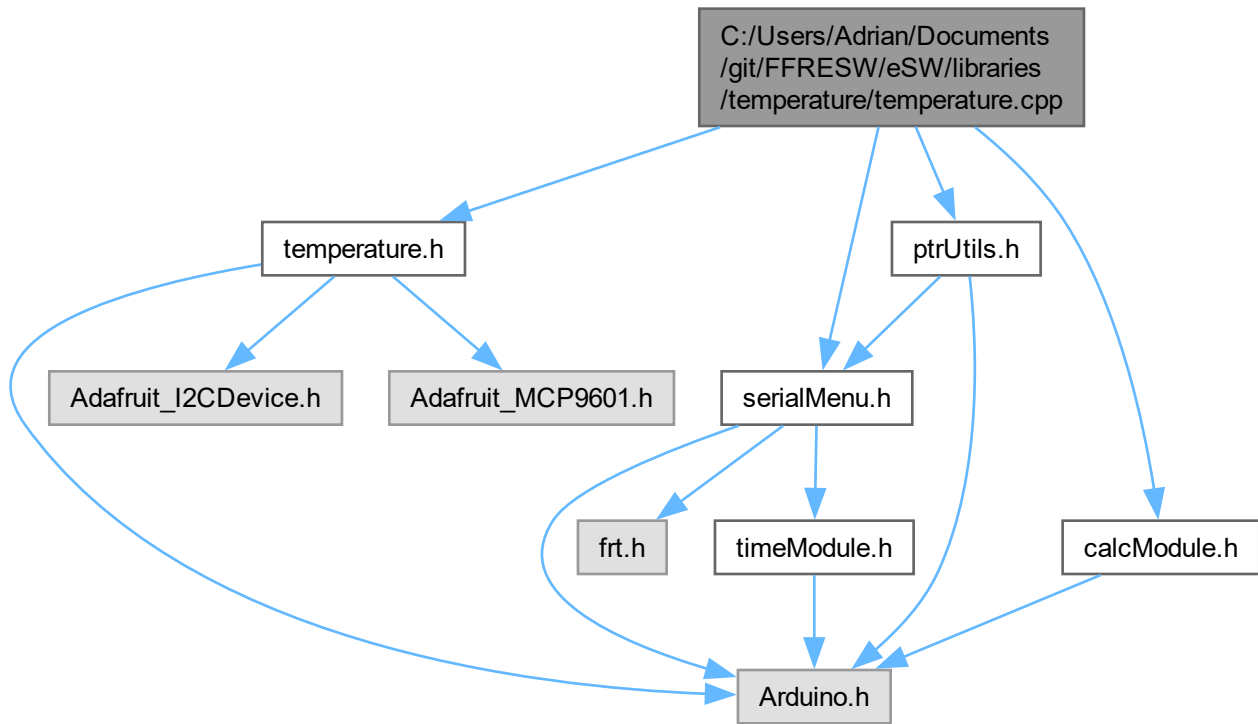 C:/Users/Adrian/Documents
/git/FFRESW/eSW/libraries
/temperature/temperature.cpp
temperature.h
ptrUtils.h
Adafruit_I2CDevice.h
Adafruit_MCP9601.h
serialMenu.h
frt.h
timeModule.h
calcModule.h
Arduino.h